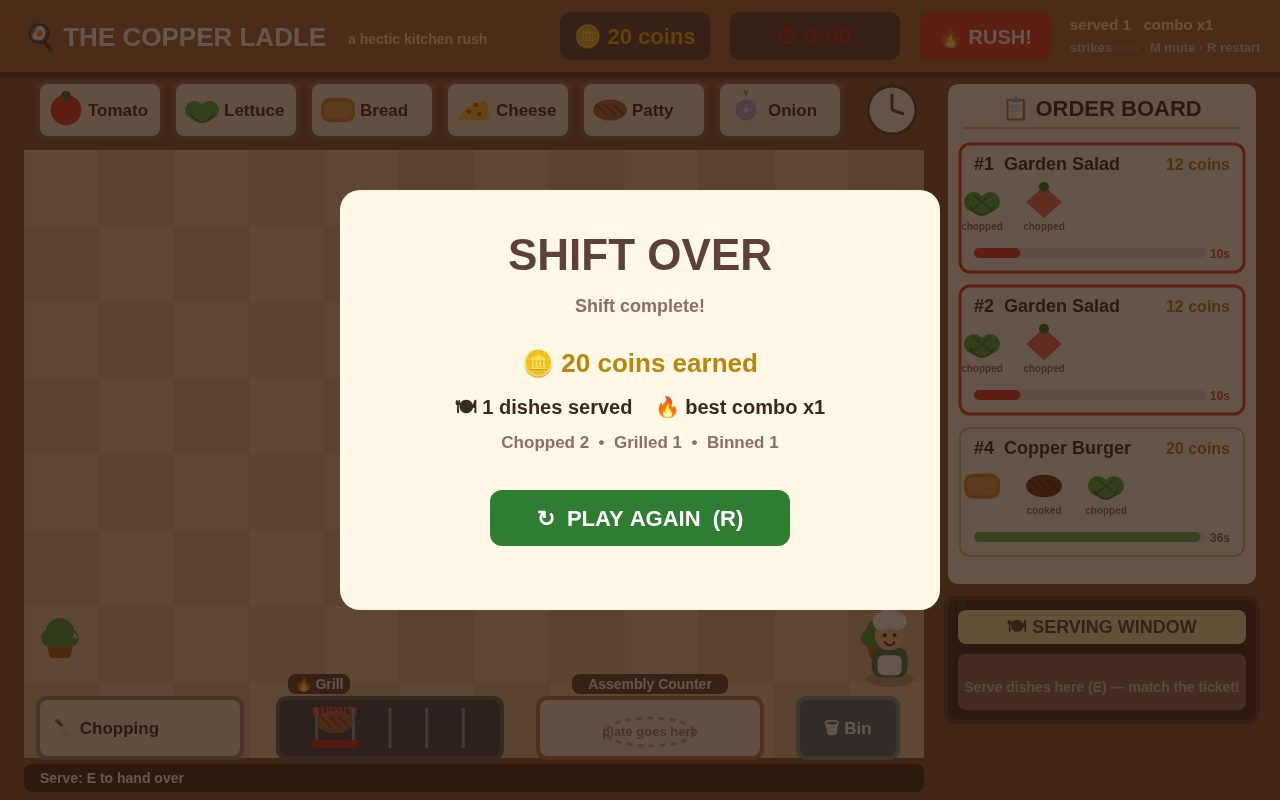 THE COPPER LADLE
a hectic kitchen rush
20 coins
0:00
RUSH!
served 1 combo x1
strikes ○○○ M mute · R restart
Tomato
Lettuce
Bread
Cheese
Patty
Onion
ORDER BOARD
#1 Garden Salad 12 coins
chopped chopped
10s
#2 Garden Salad 12 coins
chopped chopped
10s
#4 Copper Burger 20 coins
cooked chopped
36s
SHIFT OVER
Shift complete!
20 coins earned
1 dishes served best combo x1
Chopped 2 • Grilled 1 • Binned 1
↻ PLAY AGAIN (R)
SERVING WINDOW
Serve dishes here (E) — match the ticket!
Grill
Assembly Counter
Chopping
BURNT!
plate goes here
Bin
Serve: E to hand over